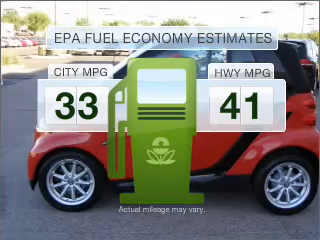 EPA FUEL ECONOMY ESTIMATES
CITY MPG
HWY MPG
33
41
Actual mileage may vary.